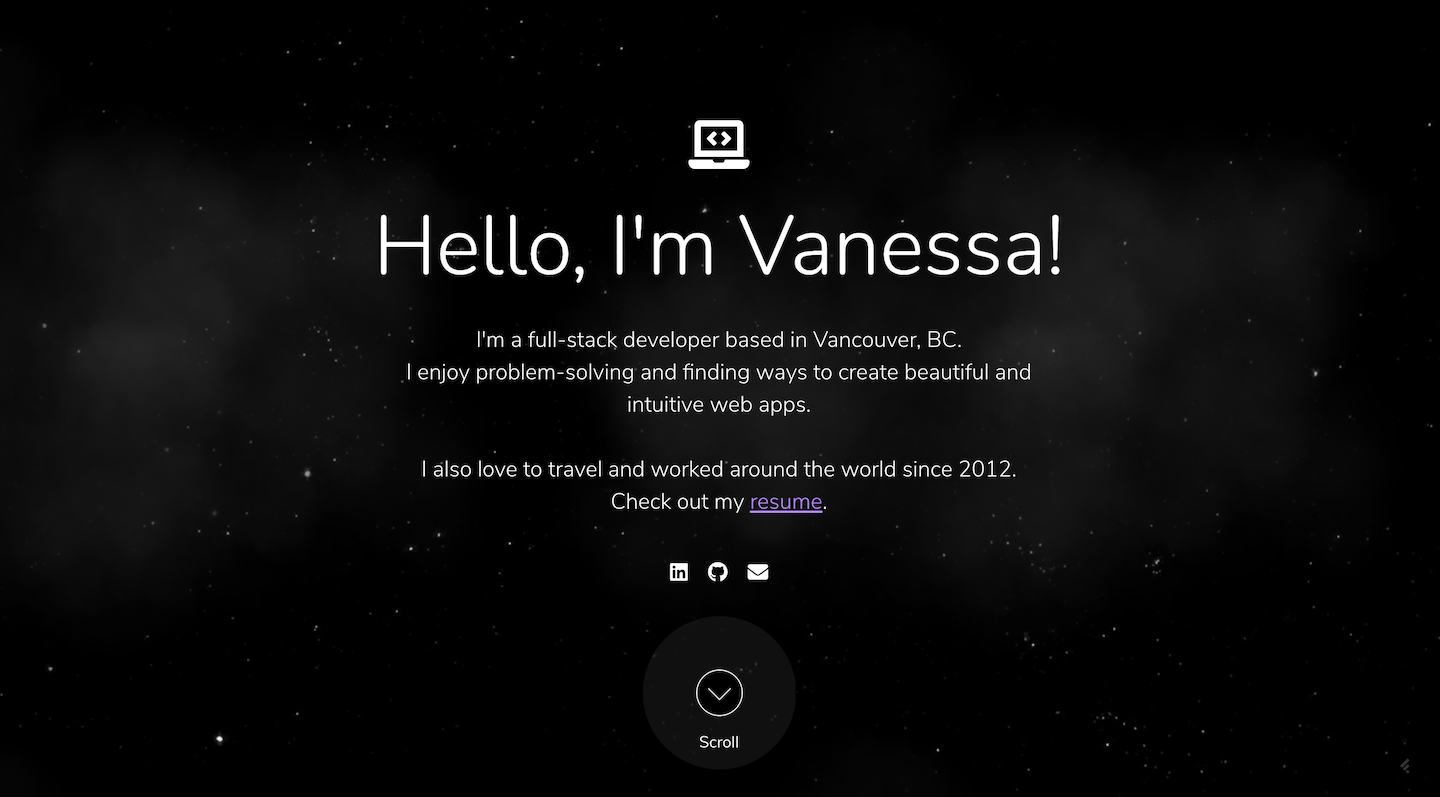 Hello, I'm Vanessa!
I'm a full-stack developer based in Vancouver, BC.
I enjoy problem-solving and finding ways to create beautiful and
intuitive web apps.
I also love to travel and worked around the world since 2012.
Check out my resume.
in
Scroll